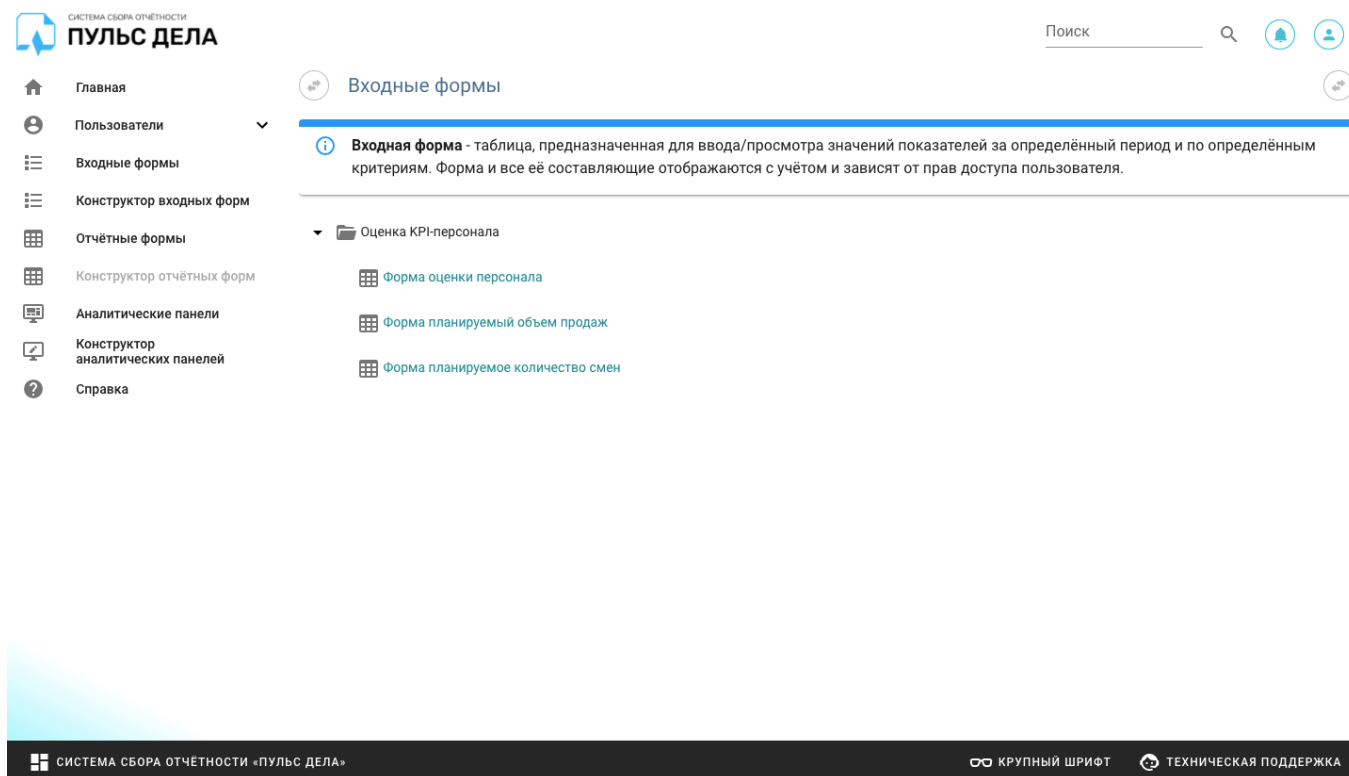 СИСТЕМА СБОРА ОТЧЁТНОСТИ
ПУЛЬС ДЕЛА
Поиск
Главная
Пользователи
Входные формы
Конструктор входных форм
Отчётные формы
Конструктор отчётных форм
Аналитические панели
Конструктор
аналитических панелей
Справка
Входные формы
Входная форма - таблица, предназначенная для ввода/просмотра значений показателей за определённый период и по определённым
критериям. Форма и все её составляющие отображаются с учётом и зависят от прав доступа пользователя.
Оценка KPI-персонала
Форма оценки персонала
Форма планируемый объем продаж
Форма планируемое количество смен
СИСТЕМА СБОРА ОТЧЁТНОСТИ «ПУЛЬС ДЕЛА»
КРУПНЫЙ ШРИФТ
ТЕХНИЧЕСКАЯ ПОДДЕРЖКА